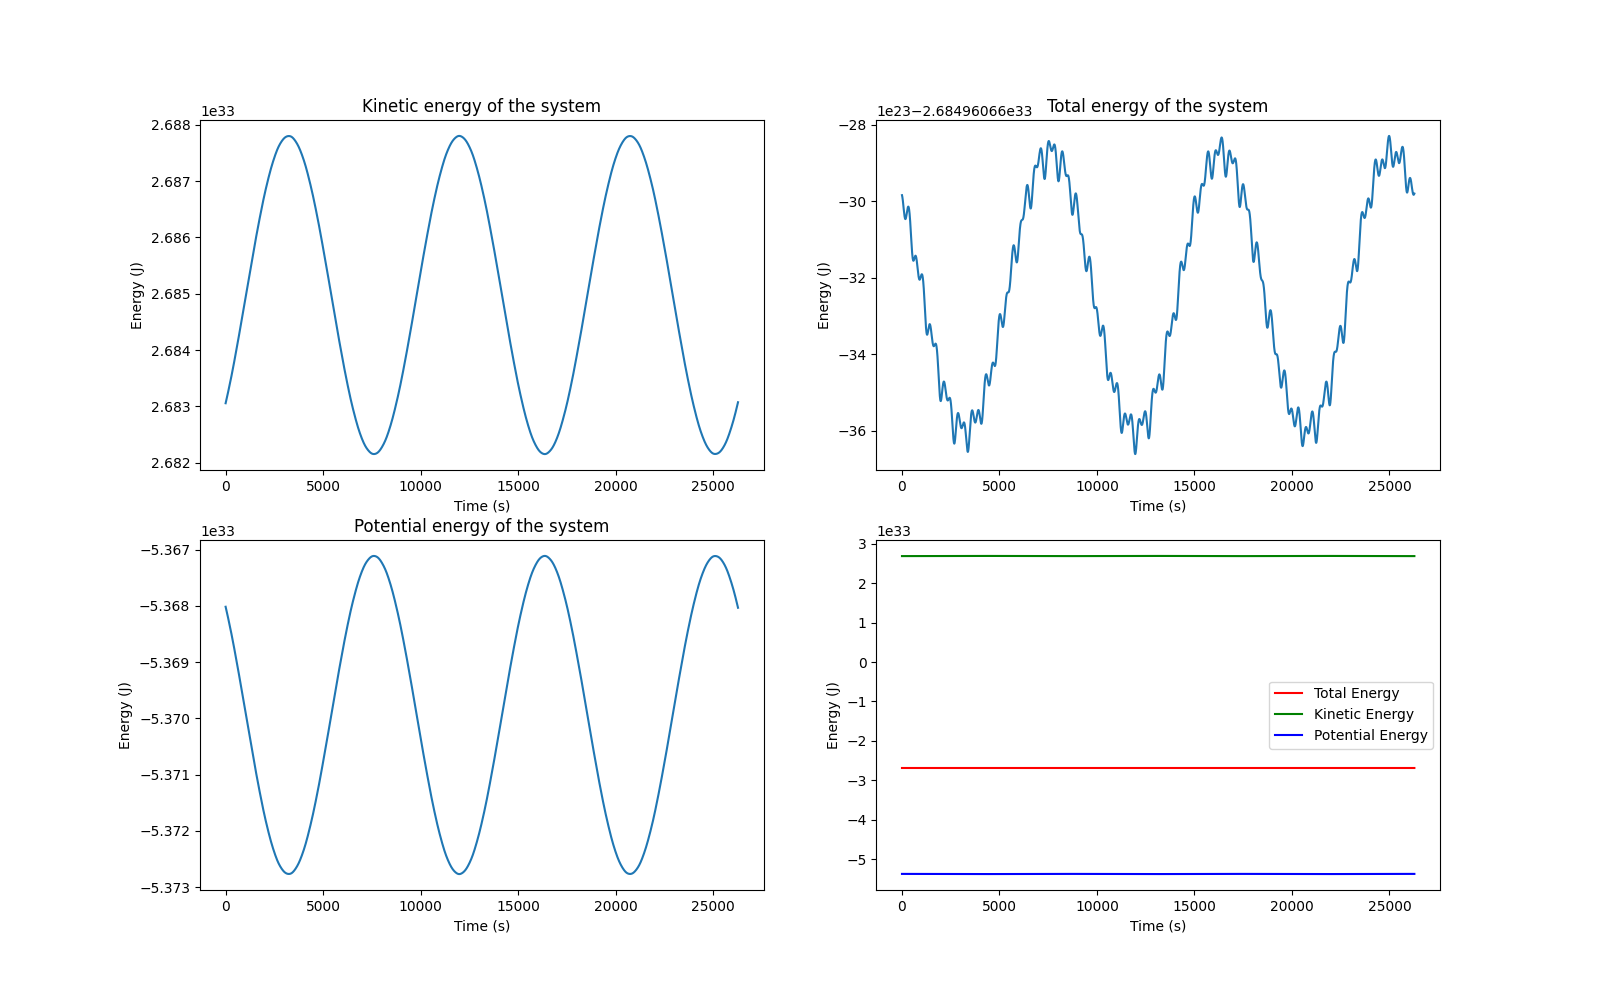 Kinetic energy of the system
1e33
2.688
2.687
2.686
2.685
2.684
2.683
2.682
Energy (J)
0 5000 10000 15000 20000 25000
Time (s)
Total energy of the system
1e23−2.68496066e33
−28
−30
−32
−34
−36
Energy (J)
0 5000 10000 15000 20000 25000
Time (s)
Potential energy of the system
1e33
−5.367
−5.368
−5.369
−5.370
−5.371
−5.372
−5.373
Energy (J)
0 5000 10000 15000 20000 25000
Time (s)
1e33
3
2
1
0
−1
−2
−3
−4
−5
Energy (J)
Total Energy
Kinetic Energy
Potential Energy
0 5000 10000 15000 20000 25000
Time (s)